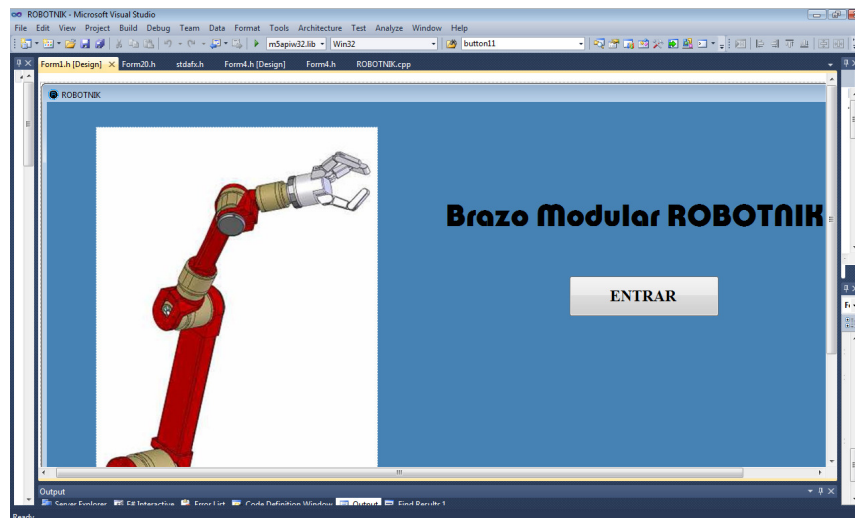 ROBOTNIK - Microsoft Visual Studio
File Edit View Project Build Debug Team Data Format Tools Architecture Test Analyze Window Help
m5apiw32.lib Win32 button11
Form1.h [Design] Form20.h stdafx.h Form4.h [Design] Form4.h ROBOTNIK.cpp
ROBOTNIK
Brazo Modular ROBOTNIK
ENTRAR
Output
Server Explorer F# Interactive Error List Code Definition Window Output Find Results 1
Ready